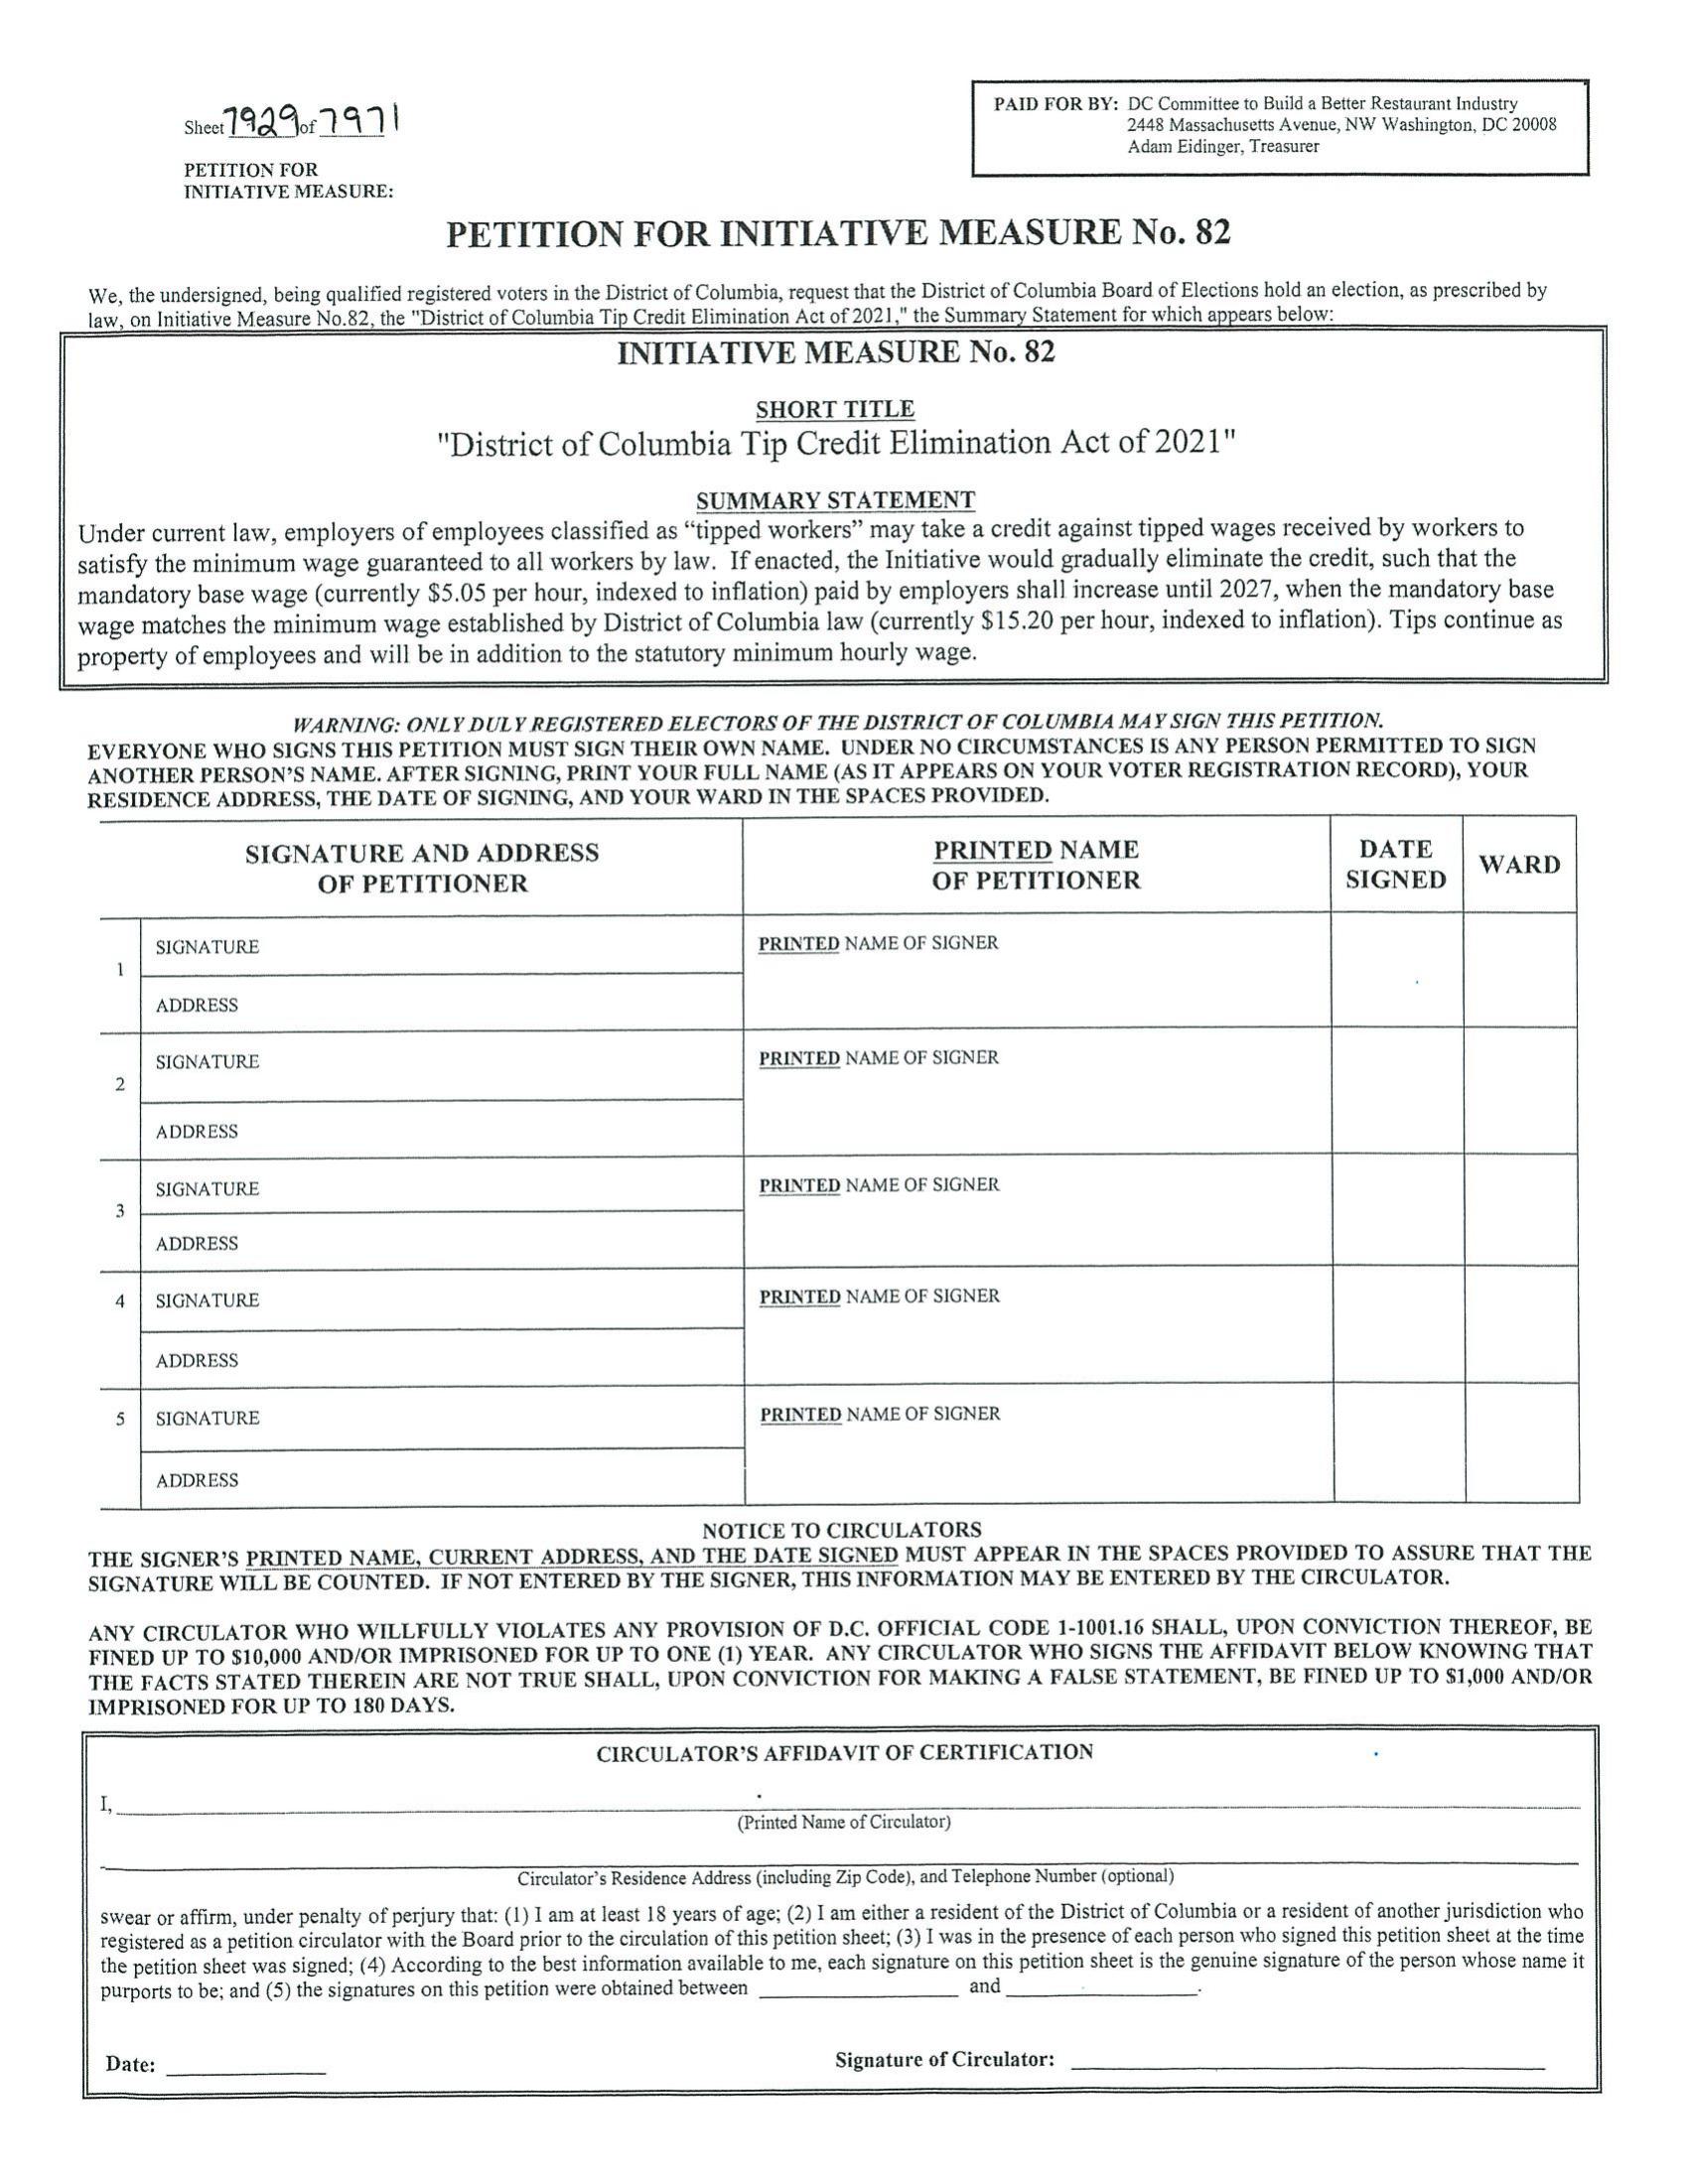 Sheet 7929 of 7971
PETITION FOR
INITIATIVE MEASURE:
PAID FOR BY: DC Committee to Build a Better Restaurant Industry
2448 Massachusetts Avenue, NW Washington, DC 20008
Adam Eidinger, Treasurer
PETITION FOR INITIATIVE MEASURE No. 82
We, the undersigned, being qualified registered voters in the District of Columbia, request that the District of Columbia Board of Elections hold an election, as prescribed by
law, on Initiative Measure No.82, the "District of Columbia Tip Credit Elimination Act of 2021," the Summary Statement for which appears below:
INITIATIVE MEASURE No. 82
SHORT TITLE
"District of Columbia Tip Credit Elimination Act of 2021"
SUMMARY STATEMENT
Under current law, employers of employees classified as “tipped workers” may take a credit against tipped wages received by workers to
satisfy the minimum wage guaranteed to all workers by law. If enacted, the Initiative would gradually eliminate the credit, such that the
mandatory base wage (currently $5.05 per hour, indexed to inflation) paid by employers shall increase until 2027, when the mandatory base
wage matches the minimum wage established by District of Columbia law (currently $15.20 per hour, indexed to inflation). Tips continue as
property of employees and will be in addition to the statutory minimum hourly wage.
WARNING: ONLY DULY REGISTERED ELECTORS OF THE DISTRICT OF COLUMBIA MAY SIGN THIS PETITION.
EVERYONE WHO SIGNS THIS PETITION MUST SIGN THEIR OWN NAME. UNDER NO CIRCUMSTANCES IS ANY PERSON PERMITTED TO SIGN
ANOTHER PERSON’S NAME. AFTER SIGNING, PRINT YOUR FULL NAME (AS IT APPEARS ON YOUR VOTER REGISTRATION RECORD), YOUR
RESIDENCE ADDRESS, THE DATE OF SIGNING, AND YOUR WARD IN THE SPACES PROVIDED.
SIGNATURE AND ADDRESS
OF PETITIONER
PRINTED NAME
OF PETITIONER
DATE
SIGNED
WARD
1
SIGNATURE
PRINTED NAME OF SIGNER
ADDRESS
2
SIGNATURE
PRINTED NAME OF SIGNER
ADDRESS
3
SIGNATURE
PRINTED NAME OF SIGNER
ADDRESS
4
SIGNATURE
PRINTED NAME OF SIGNER
ADDRESS
5
SIGNATURE
PRINTED NAME OF SIGNER
ADDRESS
NOTICE TO CIRCULATORS
THE SIGNER’S PRINTED NAME, CURRENT ADDRESS, AND THE DATE SIGNED MUST APPEAR IN THE SPACES PROVIDED TO ASSURE THAT THE
SIGNATURE WILL BE COUNTED. IF NOT ENTERED BY THE SIGNER, THIS INFORMATION MAY BE ENTERED BY THE CIRCULATOR.
ANY CIRCULATOR WHO WILLFULLY VIOLATES ANY PROVISION OF D.C. OFFICIAL CODE 1-1001.16 SHALL, UPON CONVICTION THEREOF, BE
FINED UP TO $10,000 AND/OR IMPRISONED FOR UP TO ONE (1) YEAR. ANY CIRCULATOR WHO SIGNS THE AFFIDAVIT BELOW KNOWING THAT
THE FACTS STATED THEREIN ARE NOT TRUE SHALL, UPON CONVICTION FOR MAKING A FALSE STATEMENT, BE FINED UP TO $1,000 AND/OR
IMPRISONED FOR UP TO 180 DAYS.
CIRCULATOR’S AFFIDAVIT OF CERTIFICATION
I,
(Printed Name of Circulator)
Circulator’s Residence Address (including Zip Code), and Telephone Number (optional)
swear or affirm, under penalty of perjury that: (1) I am at least 18 years of age; (2) I am either a resident of the District of Columbia or a resident of another jurisdiction who
registered as a petition circulator with the Board prior to the circulation of this petition sheet; (3) I was in the presence of each person who signed this petition sheet at the time
the petition sheet was signed; (4) According to the best information available to me, each signature on this petition sheet is the genuine signature of the person whose name it
purports to be; and (5) the signatures on this petition were obtained between ____ and ____.
Date: ____ Signature of Circulator: ____